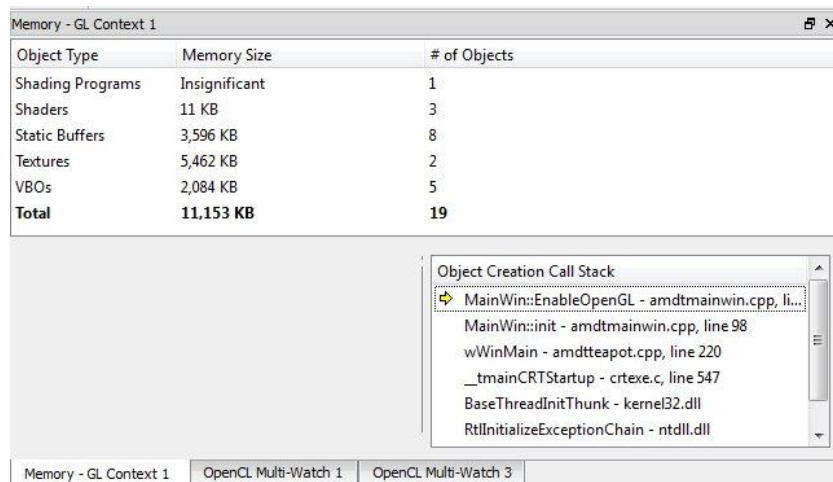 Memory - GL Context 1
Object Type Memory Size # of Objects
Shading Programs Insignificant 1
Shaders 11 KB 3
Static Buffers 3,596 KB 8
Textures 5,462 KB 2
VBOs 2,084 KB 5
Total 11,153 KB 19
Object Creation Call Stack
MainWin::EnableOpenGL - amdtmainwin.cpp, li...
MainWin::init - amdtmainwin.cpp, line 98
wWinMain - amdtteapot.cpp, line 220
__tmainCRTStartup - crtexe.c, line 547
BaseThreadInitThunk - kernel32.dll
RtlInitializeExceptionChain - ntdll.dll
Memory - GL Context 1 OpenCL Multi-Watch 1 OpenCL Multi-Watch 3